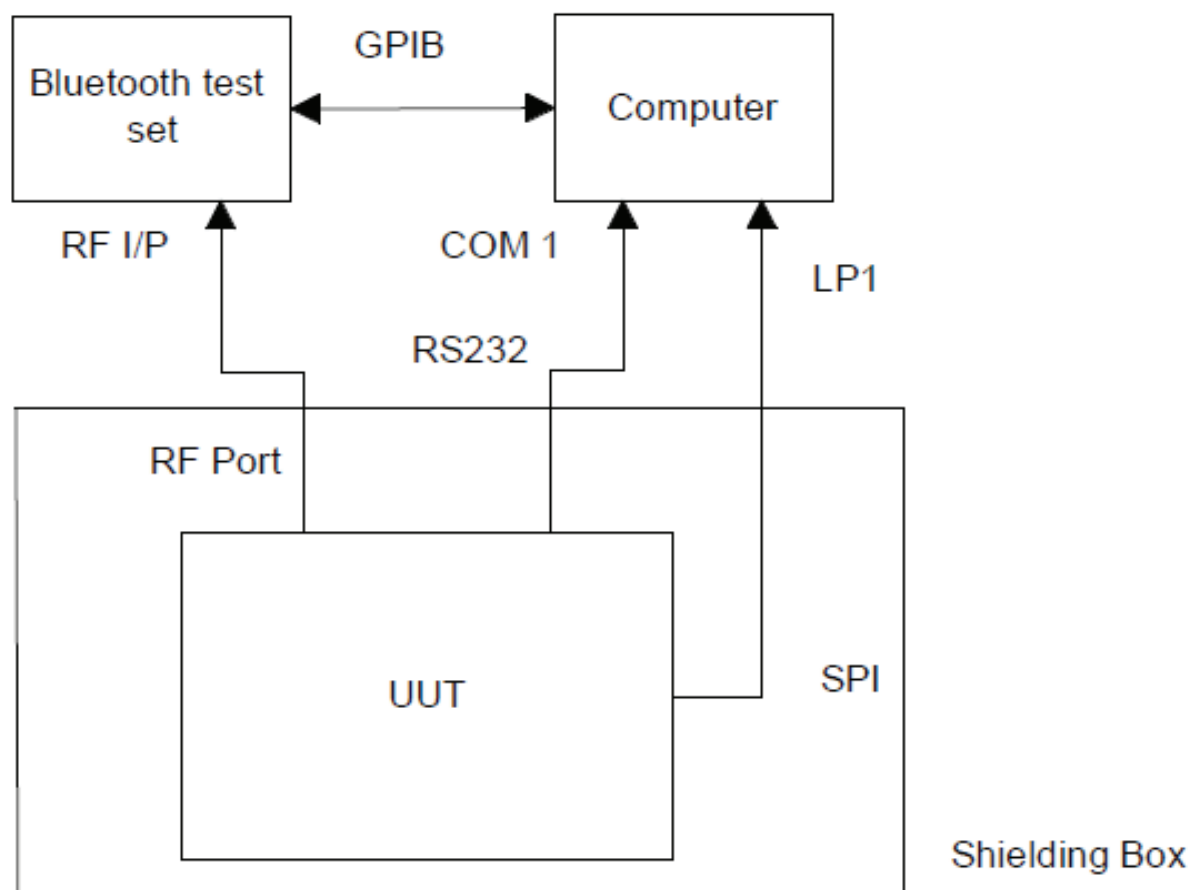 GPIB
Bluetooth test
set
Computer
RF I/P
COM 1
LP1
RS232
RF Port
UUT
SPI
Shielding Box